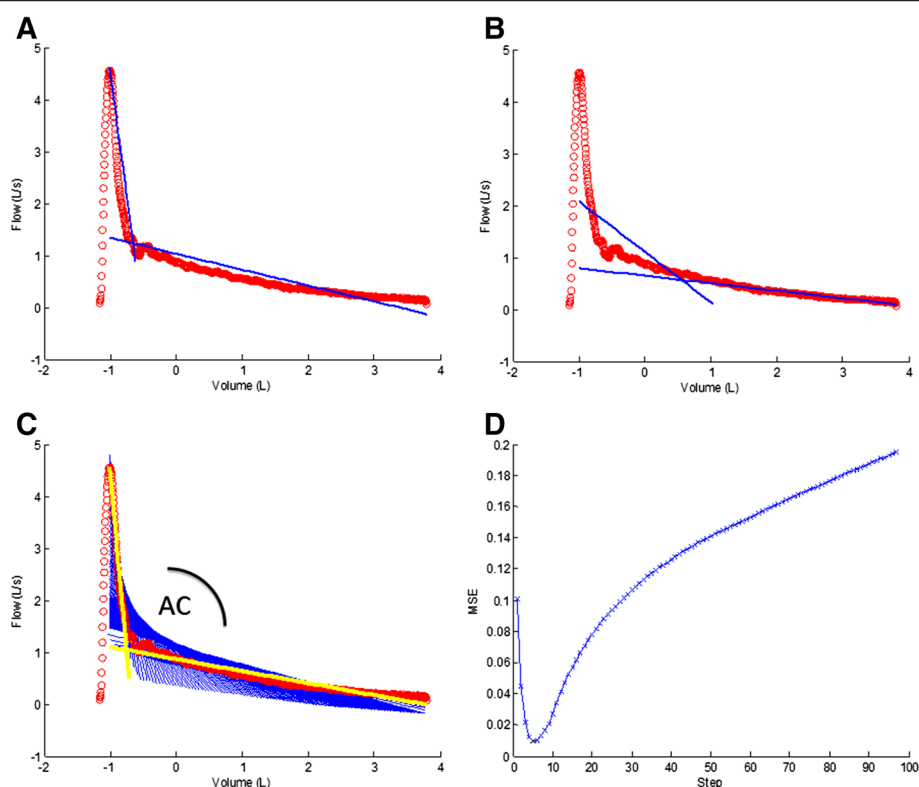 A
5
4
3
2
1
0
-1
Flow (L/s)
-2 -1 0 1 2 3 4
Volume (L)
B
5
4
3
2
1
0
-1
Flow (L/s)
-2 -1 0 1 2 3 4
Volume (L)
C
5
4
3
2
1
0
-1
Flow (L/s)
AC
-2 -1 0 1 2 3 4
Volume (L)
D
0.2
0.18
0.16
0.14
0.12
0.1
0.08
0.06
0.04
0.02
0
MSE
0 10 20 30 40 50 60 70 80 90 100
Step